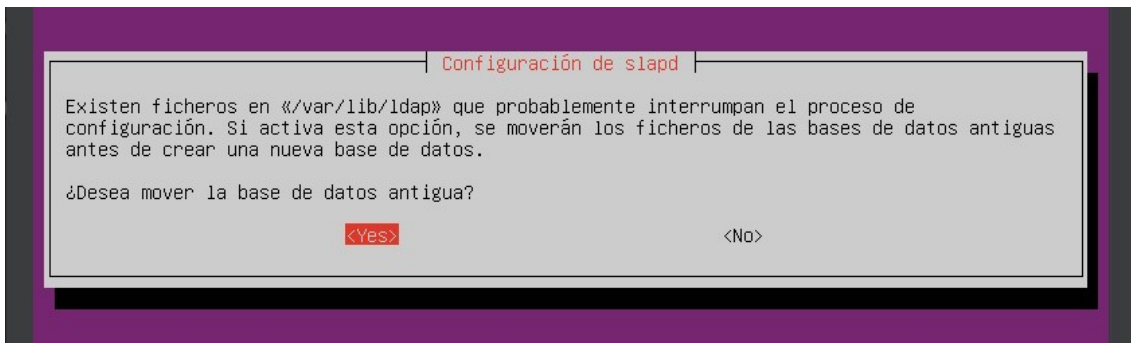 Configuración de slapd
Existen ficheros en «/var/lib/ldap» que probablemente interrumpan el proceso de
configuración. Si activa esta opción, se moverán los ficheros de las bases de datos antiguas
antes de crear una nueva base de datos.
¿Desea mover la base de datos antigua?
<Yes> <No>